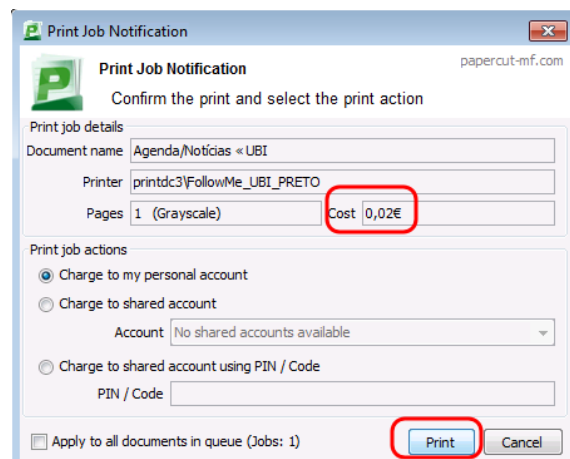 Print Job Notification
papercut-mf.com
Print Job Notification
Confirm the print and select the print action
Print job details
Document name Agenda/Notícias « UBI
Printer printdc3\FollowMe_UBI_PRETO
Pages 1 (Grayscale) Cost 0,02€
Print job actions
Charge to my personal account
Charge to shared account
Account No shared accounts available
Charge to shared account using PIN / Code
PIN / Code
Apply to all documents in queue (Jobs: 1) Print Cancel